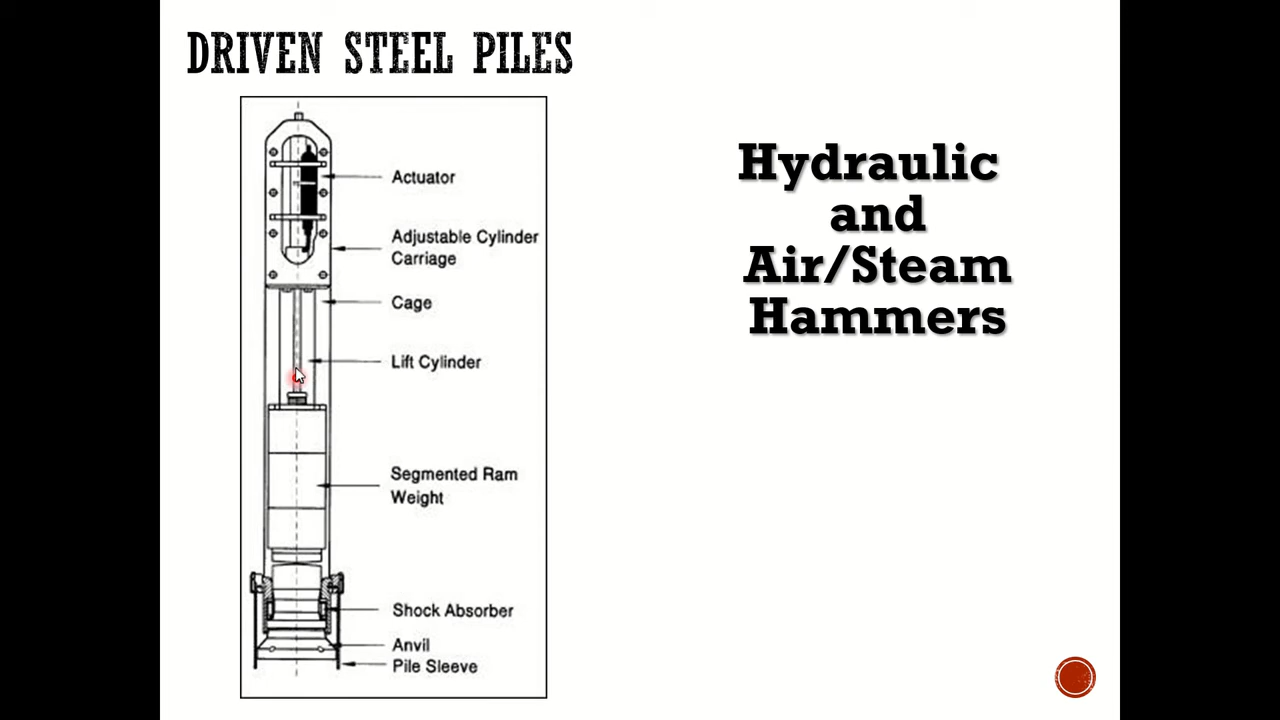 DRIVEN STEEL PILES
Actuator
Adjustable Cylinder
Carriage
Cage
Lift Cylinder
Segmented Ram
Weight
Shock Absorber
Anvil
Pile Sleeve
Hydraulic
and
Air/Steam
Hammers